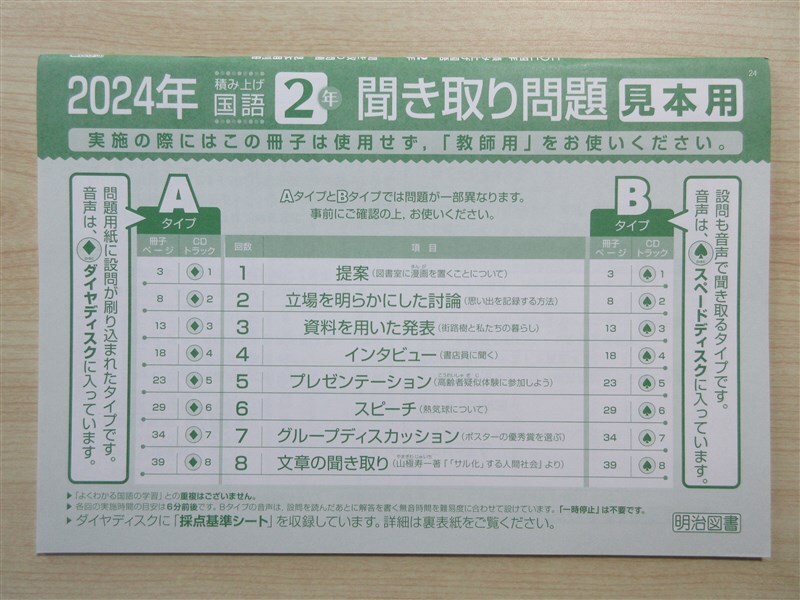 24
2024年 積み上げ国語 2年 聞き取り問題 見本用
実施の際にはこの冊子は使用せず,「教師用」をお使いください。
A タイプ
AタイプとBタイプでは問題が一部異なります。
事前にご確認の上,お使いください。
B タイプ
問題用紙に設問が刷り込まれたタイプです。
音声は、ダイヤディスクに入っています。
設問も音声で聞き取るタイプです。
音声は、スペードディスクに入っています。
冊子ページ CDトラック 回数 項目 冊子ページ CDトラック
3 ♦1 1 提案(図書室に漫画を置くことについて) 3 ♠1
8 ♦2 2 立場を明らかにした討論(思い出を記録する方法) 8 ♠2
13 ♦3 3 資料を用いた発表(街路樹と私たちの暮らし) 13 ♠3
18 ♦4 4 インタビュー(書店員に聞く) 18 ♠4
23 ♦5 5 プレゼンテーション(高齢者疑似体験に参加しよう) 23 ♠5
29 ♦6 6 スピーチ(熱気球について) 29 ♠6
34 ♦7 7 グループディスカッション(ポスターの優秀賞を選ぶ) 34 ♠7
39 ♦8 8 文章の聞き取り(山極寿一著「「サル化」する人間社会」より) 39 ♠8
▶「よくわかる国語の学習」との重複はございません。
▶各回の実施時間の目安は6分前後です。Bタイプの音声は、設問を読んだあとに解答を書く無音時間を難易度に合わせて設けています。「一時停止」は不要です。
▶ダイヤディスクに「採点基準シート」を収録しています。詳細は裏表紙をご覧ください。
明治図書